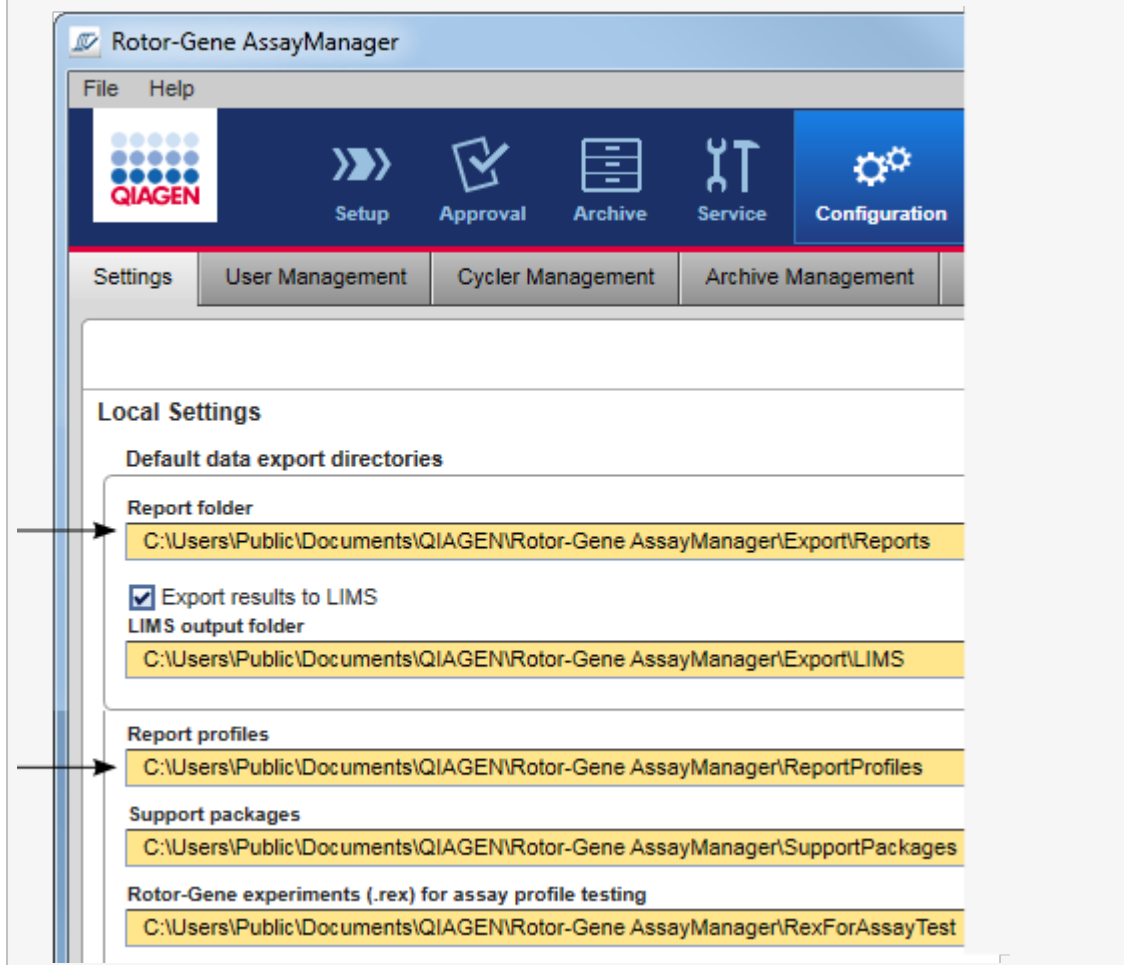 Rotor-Gene AssayManager
File Help
QIAGEN
Setup Approval Archive Service Configuration
Settings User Management Cycler Management Archive Management
Local Settings
Default data export directories
Report folder
C:\Users\Public\Documents\QIAGEN\Rotor-Gene AssayManager\Export\Reports
Export results to LIMS
LIMS output folder
C:\Users\Public\Documents\QIAGEN\Rotor-Gene AssayManager\Export\LIMS
Report profiles
C:\Users\Public\Documents\QIAGEN\Rotor-Gene AssayManager\ReportProfiles
Support packages
C:\Users\Public\Documents\QIAGEN\Rotor-Gene AssayManager\SupportPackages
Rotor-Gene experiments (.rex) for assay profile testing
C:\Users\Public\Documents\QIAGEN\Rotor-Gene AssayManager\RexForAssayTest